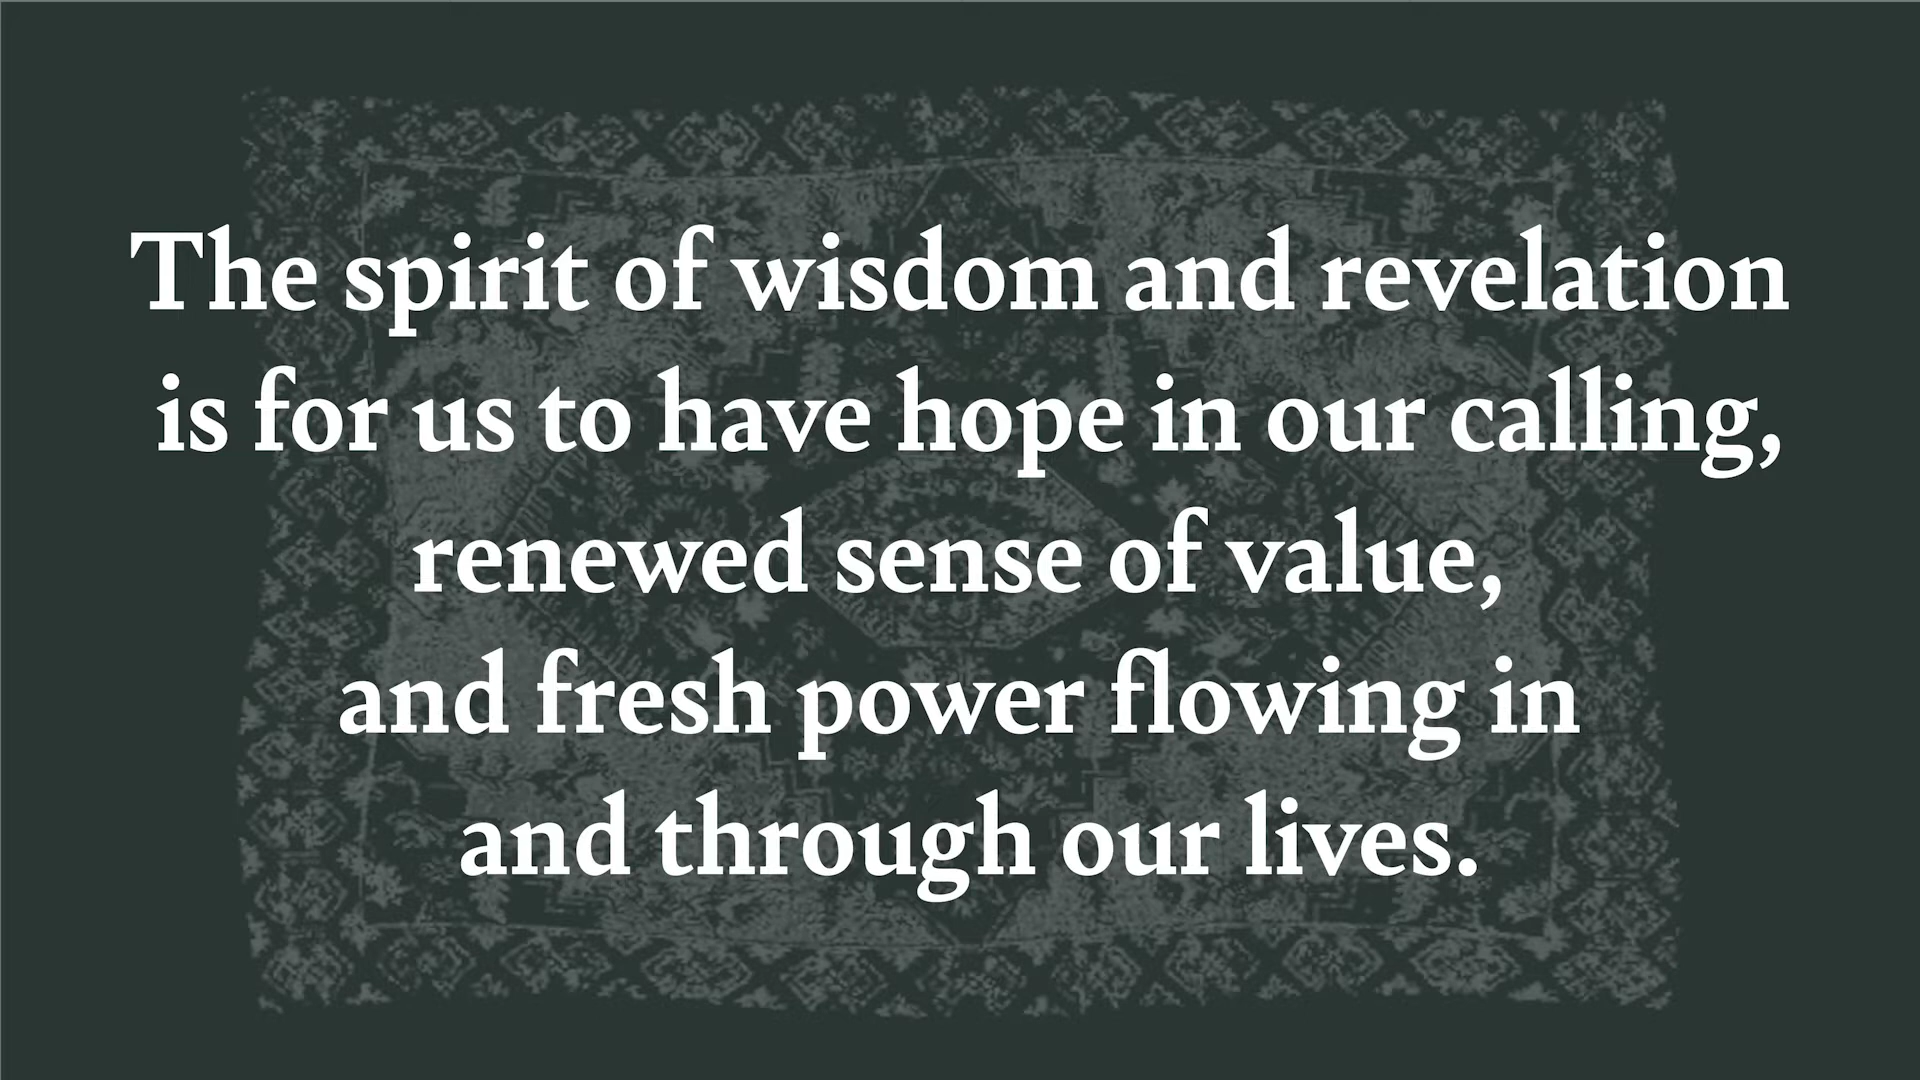 The spirit of wisdom and revelation
is for us to have hope in our calling,
renewed sense of value,
and fresh power flowing in
and through our lives.